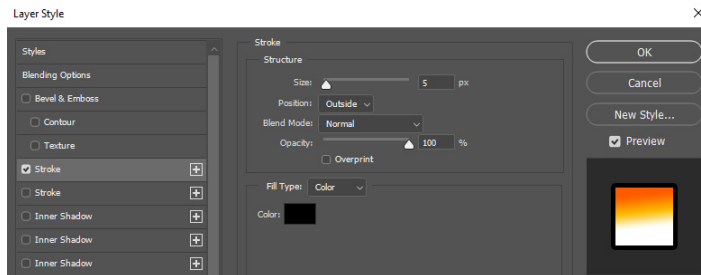 Layer Style
Styles
Blending Options
Bevel & Emboss
Contour
Texture
Stroke
Stroke
Inner Shadow
Inner Shadow
Inner Shadow
Stroke
Structure
Size: 5 px
Position: Outside
Blend Mode: Normal
Opacity: 100 %
Overprint
Fill Type: Color
Color:
OK
Cancel
New Style...
Preview